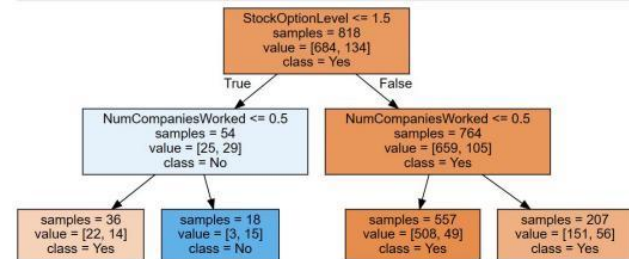 StockOptionLevel <= 1.5
samples = 818
value = [684, 134]
class = Yes
True
False
NumCompaniesWorked <= 0.5
samples = 54
value = [25, 29]
class = No
NumCompaniesWorked <= 0.5
samples = 764
value = [659, 105]
class = Yes
samples = 36
value = [22, 14]
class = Yes
samples = 18
value = [3, 15]
class = No
samples = 557
value = [508, 49]
class = Yes
samples = 207
value = [151, 56]
class = Yes